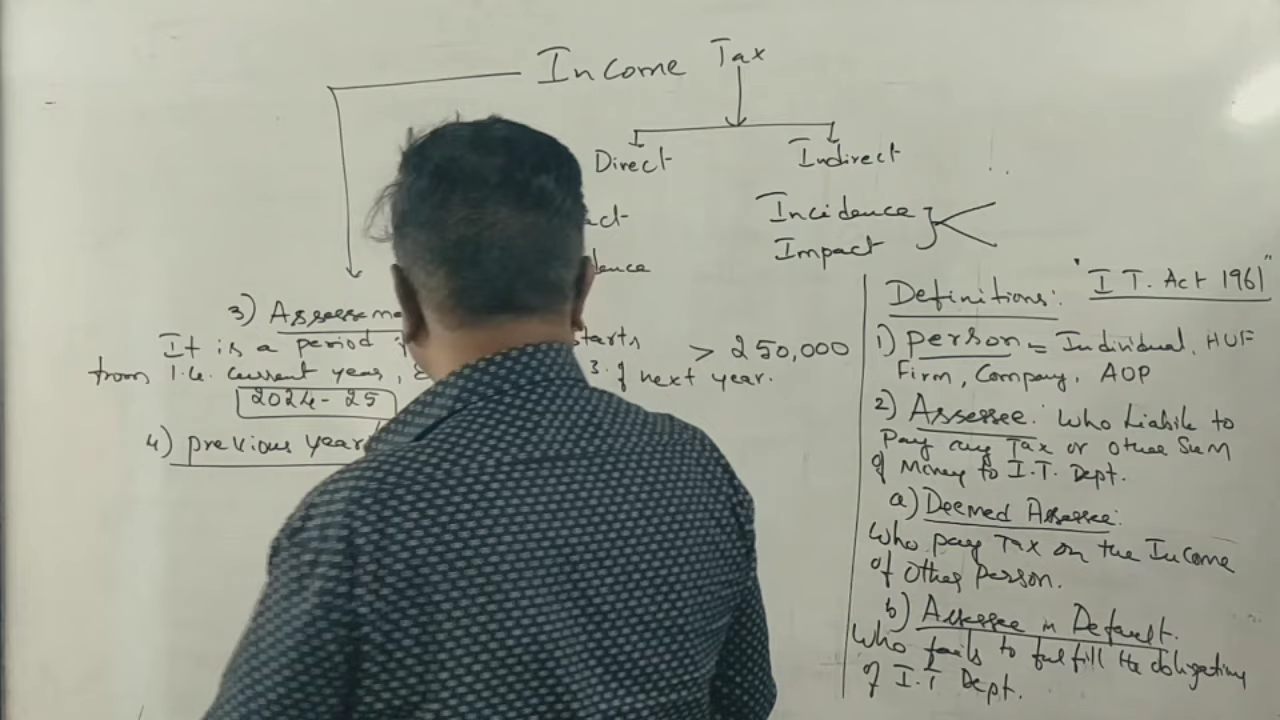 Income Tax
Direct
Indirect
Incidence
Impact
3)
It is a period
from 1.4. current year,
3. of next year.
2024-25
4) previous year
> 250,000
Definitions:
"I T. Act 1961"
1) person = Individual, HUF
Firm, Company, AOP
2) Assessee: Who Liabile to
Pay any Tax or other Sum
of Money to I.T. Dept.
a) Deemed Assessee:
Who pay Tax on the Income
of Other Person.
b) Assessee in Default.
Who fails to fulfill the obligation
of I.T Dept.